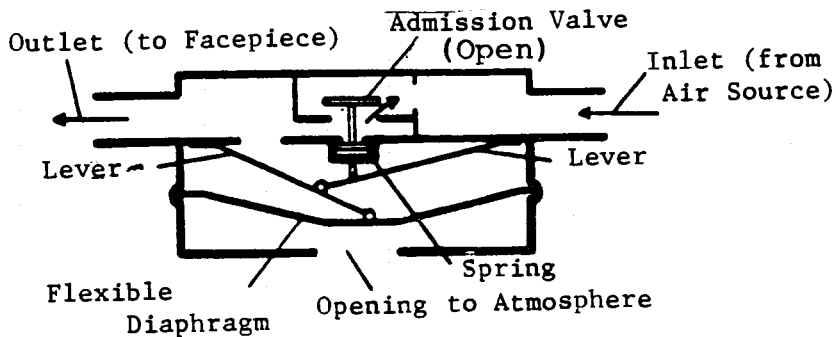 Admission Valve
(Open)
Outlet (to Facepiece)
Inlet (from
Air Source)
Lever
Lever
Spring
Flexible
Diaphragm
Opening to Atmosphere